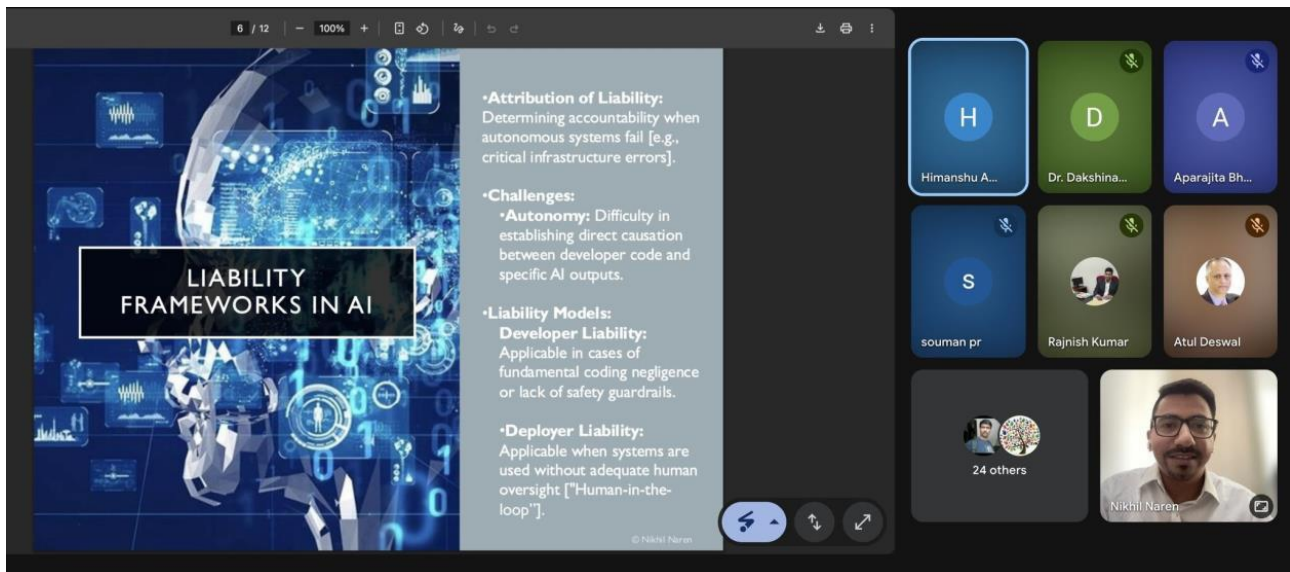 6 / 12
100%
LIABILITY
FRAMEWORKS IN AI
•Attribution of Liability:
Determining accountability when
autonomous systems fail [e.g.,
critical infrastructure errors].
•Challenges:
•Autonomy: Difficulty in
establishing direct causation
between developer code and
specific AI outputs.
•Liability Models:
Developer Liability:
Applicable in cases of
fundamental coding negligence
or lack of safety guardrails.
•Deployer Liability:
Applicable when systems are
used without adequate human
oversight ["Human-in-the-
loop"].
© Nikhil Naren
H
Himanshu A...
D
Dr. Dakshina...
A
Aparajita Bh...
S
souman pr
Rajnish Kumar
Atul Deswal
24 others
Nikhil Naren